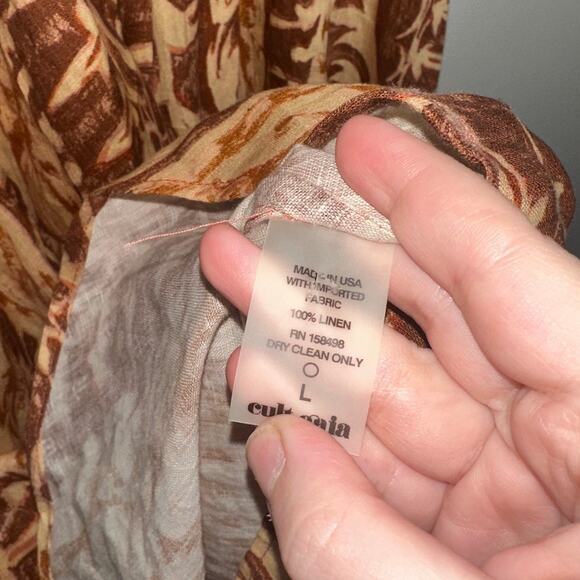 MADE IN USA
WITH IMPORTED
FABRIC
100% LINEN
RN 158498
DRY CLEAN ONLY
L
cult gaia